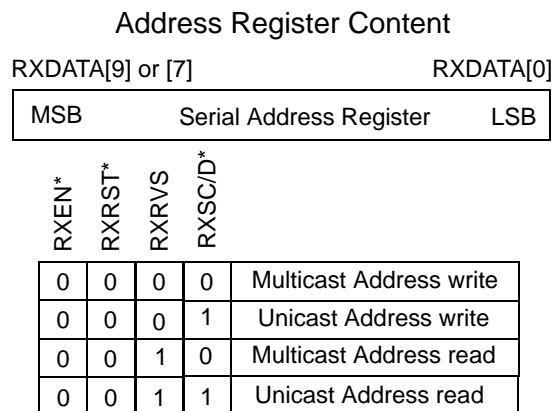 Address Register Content
RXDATA[9] or [7] RXDATA[0]
MSB Serial Address Register LSB
RXEN* RXRST* RXRVS RXSC/D*
0 0 0 0 Multicast Address write
0 0 0 1 Unicast Address write
0 0 1 0 Multicast Address read
0 0 1 1 Unicast Address read